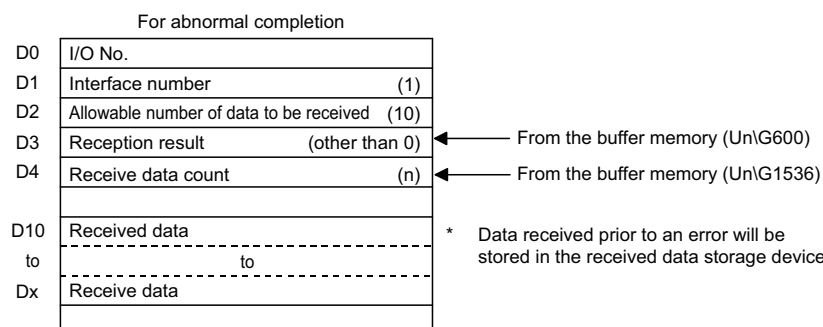 For abnormal completion
D0 I/O No.
D1 Interface number (1)
D2 Allowable number of data to be received (10)
D3 Reception result (other than 0) From the buffer memory (Un\G600)
D4 Receive data count (n) From the buffer memory (Un\G1536)
D10 Received data * Data received prior to an error will be
to to stored in the received data storage device
Dx Receive data